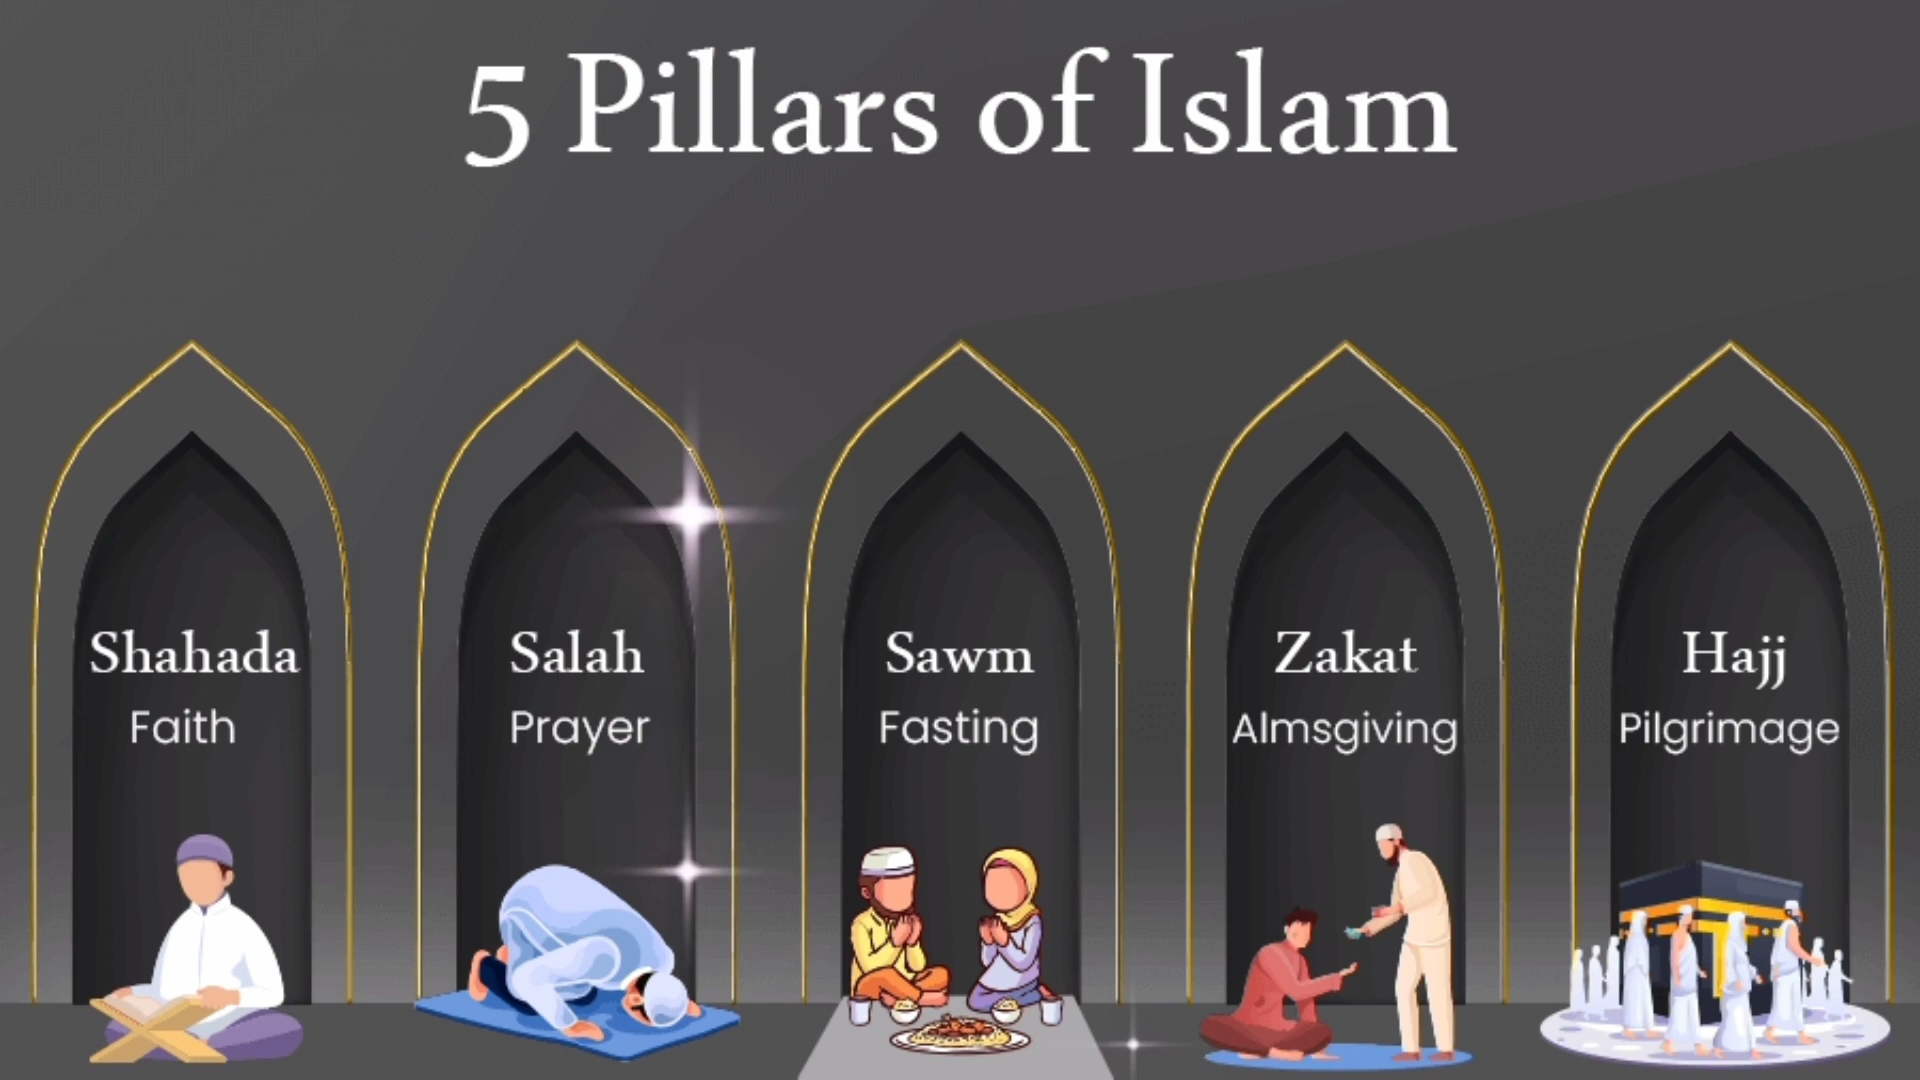 5 Pillars of Islam
Shahada
Faith
Salah
Prayer
Sawm
Fasting
Zakat
Almsgiving
Hajj
Pilgrimage